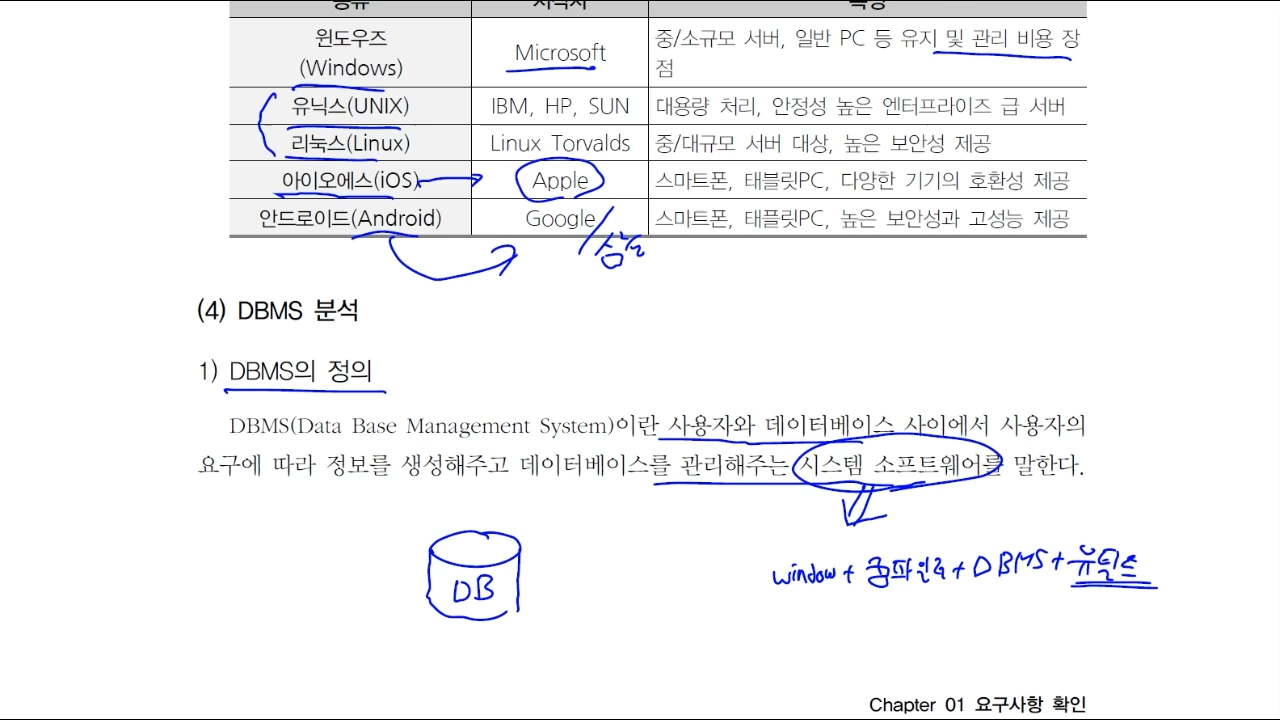 종류 저작자 특징
윈도우즈
(Windows)
Microsoft
중/소규모 서버, 일반 PC 등 유지 및 관리 비용 장
점
유닉스(UNIX) IBM, HP, SUN 대용량 처리, 안정성 높은 엔터프라이즈 급 서버
리눅스(Linux) Linux Torvalds 중/대규모 서버 대상, 높은 보안성 제공
아이오에스(iOS) Apple 스마트폰, 태블릿PC, 다양한 기기의 호환성 제공
안드로이드(Android) Google 스마트폰, 태플릿PC, 높은 보안성과 고성능 제공
(4) DBMS 분석
1) DBMS의 정의
DBMS(Data Base Management System)이란 사용자와 데이터베이스 사이에서 사용자의
요구에 따라 정보를 생성해주고 데이터베이스를 관리해주는 시스템 소프트웨어를 말한다.
window + 컴파일러 + DBMS +
DB
Chapter 01 요구사항 확인